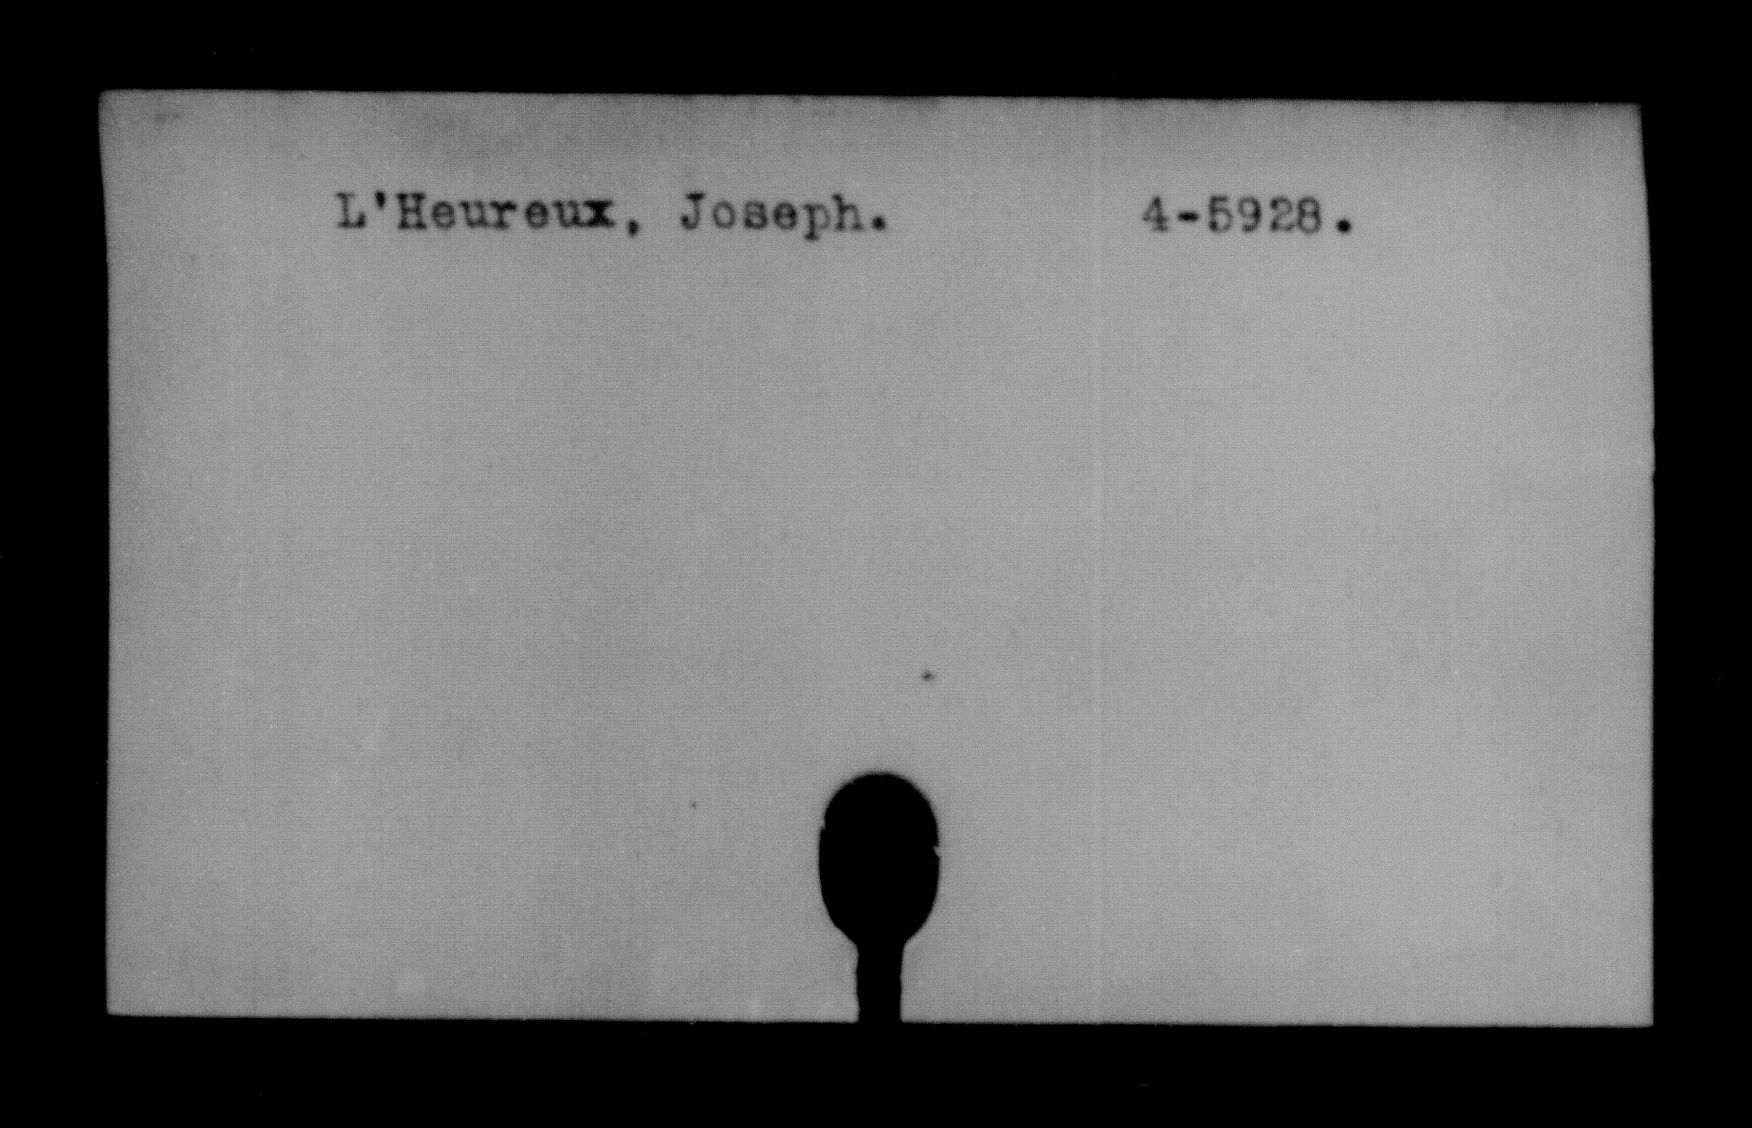 L'Heureux, Joseph. 4-5928.